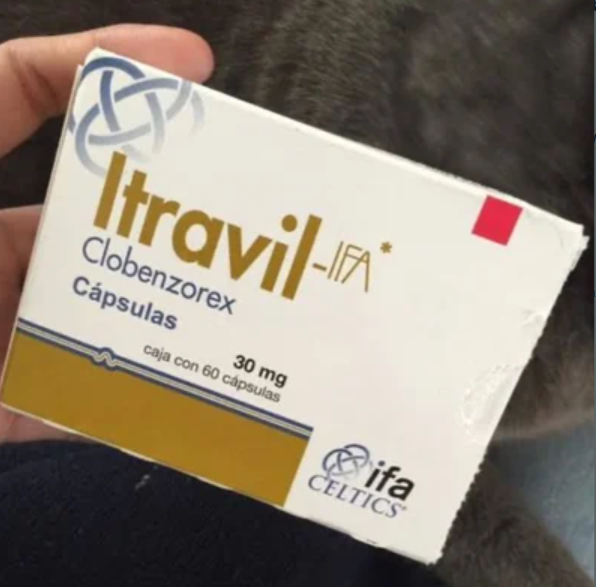 Itravil-IFA*
Clobenzorex
Cápsulas
30 mg
caja con 60 cápsulas
ifa
CELTICS®